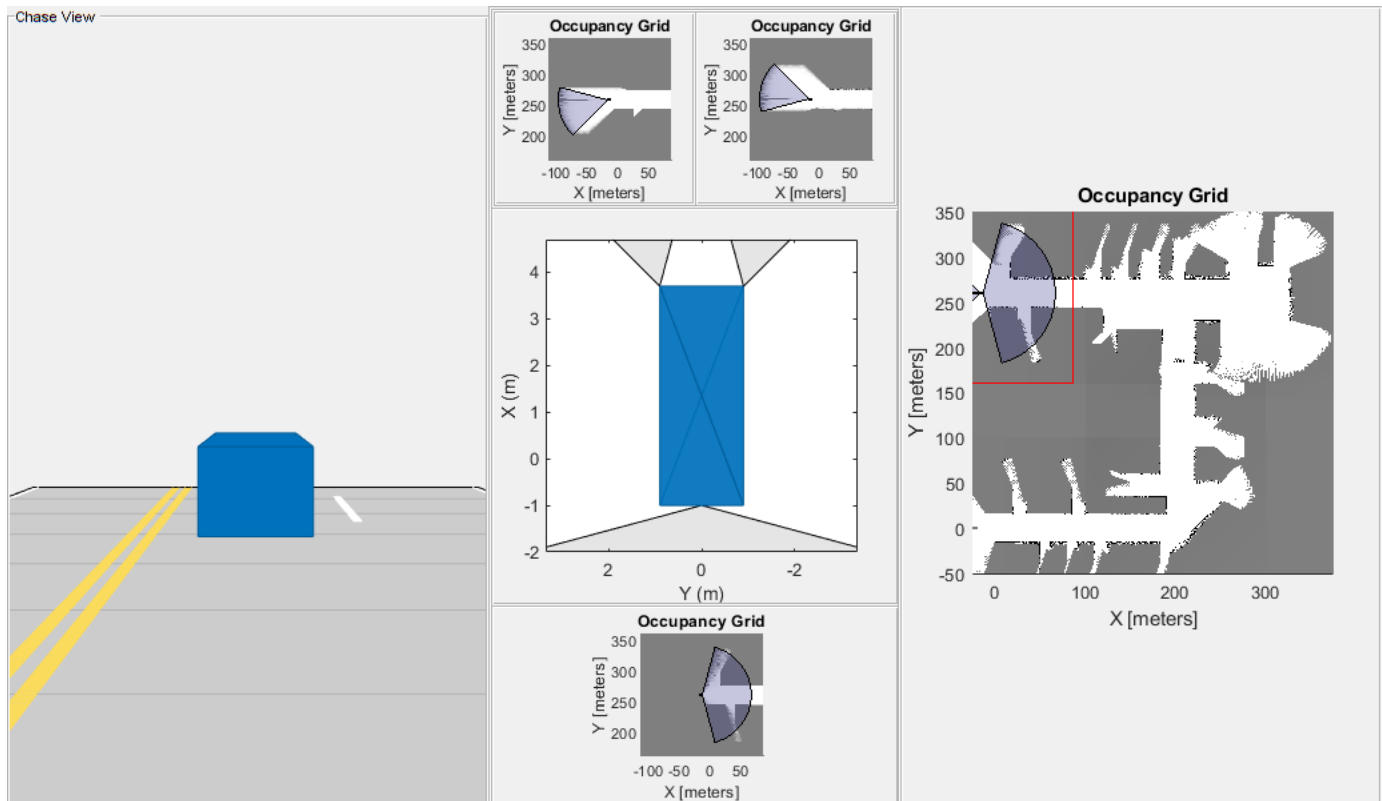 Chase View
Occupancy Grid
350
300
250
200
Y [meters]
-100 -50 0 50
X [meters]
Occupancy Grid
350
300
250
200
Y [meters]
-100 -50 0 50
X [meters]
4
3
2
1
0
-1
-2
X (m)
2 0 -2
Y (m)
Occupancy Grid
350
300
250
200
Y [meters]
-100 -50 0 50
X [meters]
Occupancy Grid
350
300
250
200
150
100
50
0
-50
Y [meters]
0 100 200 300
X [meters]